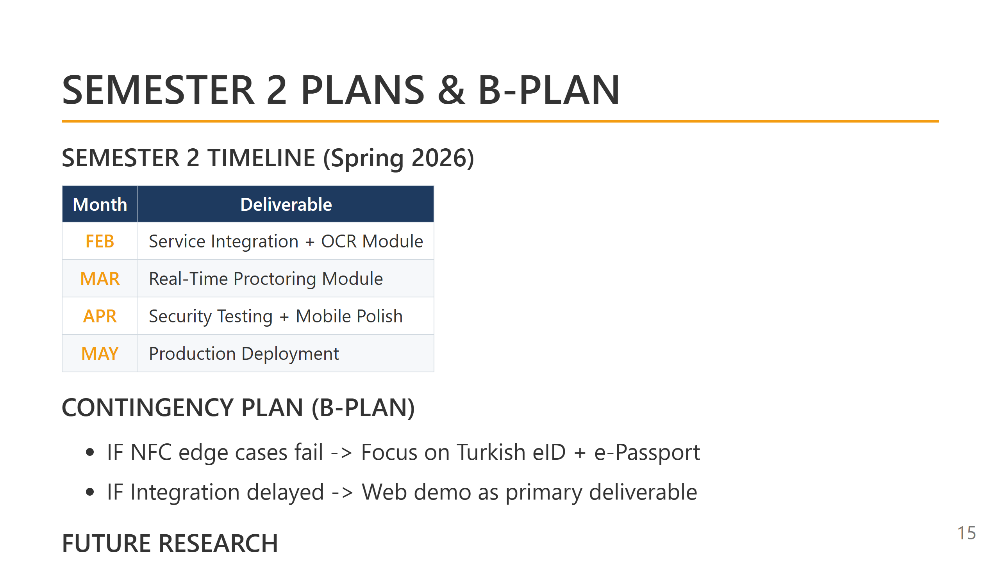 SEMESTER 2 PLANS & B-PLAN
SEMESTER 2 TIMELINE (Spring 2026)
Month Deliverable
FEB Service Integration + OCR Module
MAR Real-Time Proctoring Module
APR Security Testing + Mobile Polish
MAY Production Deployment
CONTINGENCY PLAN (B-PLAN)
• IF NFC edge cases fail -> Focus on Turkish eID + e-Passport
• IF Integration delayed -> Web demo as primary deliverable
FUTURE RESEARCH
15